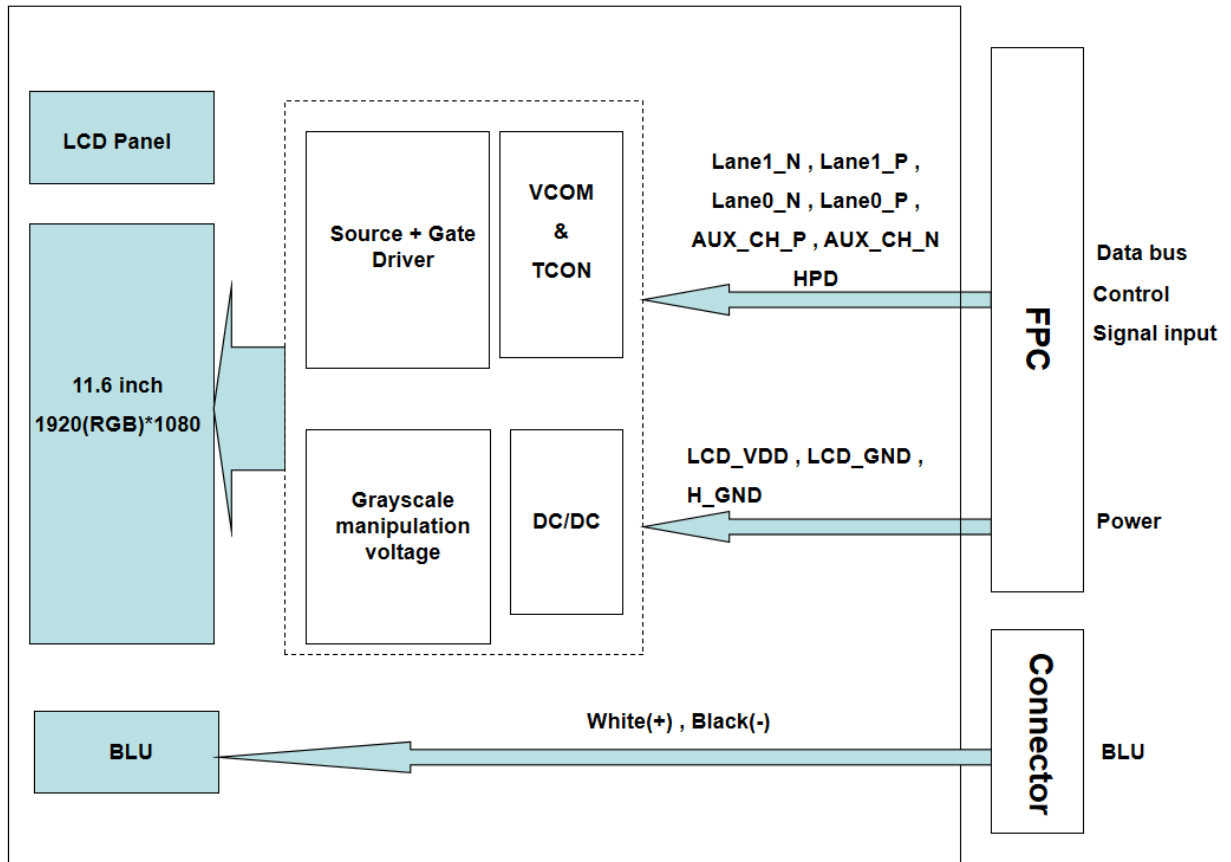 LCD Panel
11.6 inch
1920(RGB)*1080
Source + Gate
Driver
VCOM
&
TCON
Grayscale
manipulation
voltage
DC/DC
Lane1_N , Lane1_P ,
Lane0_N , Lane0_P ,
AUX_CH_P , AUX_CH_N
HPD
LCD_VDD , LCD_GND ,
H_GND
FPC
Data bus
Control
Signal input
Power
BLU
White(+) , Black(-)
Connector
BLU